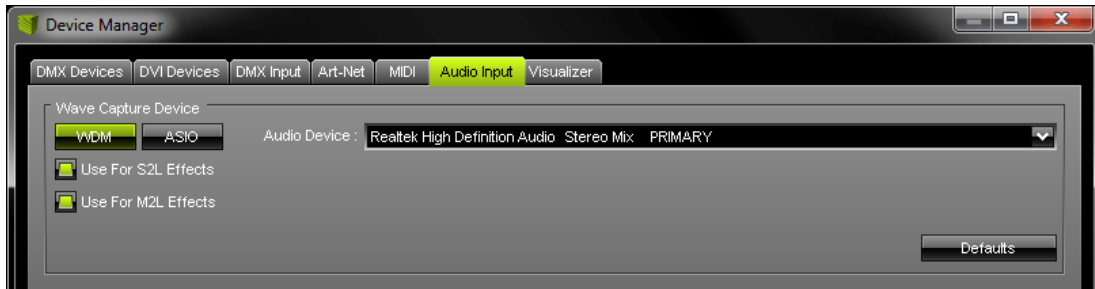 Device Manager
DMX Devices DVI Devices DMX Input Art-Net MIDI Audio Input Visualizer
Wave Capture Device
WDM ASIO Audio Device : Realtek High Definition Audio Stereo Mix PRIMARY
Use For S2L Effects
Use For M2L Effects
Defaults